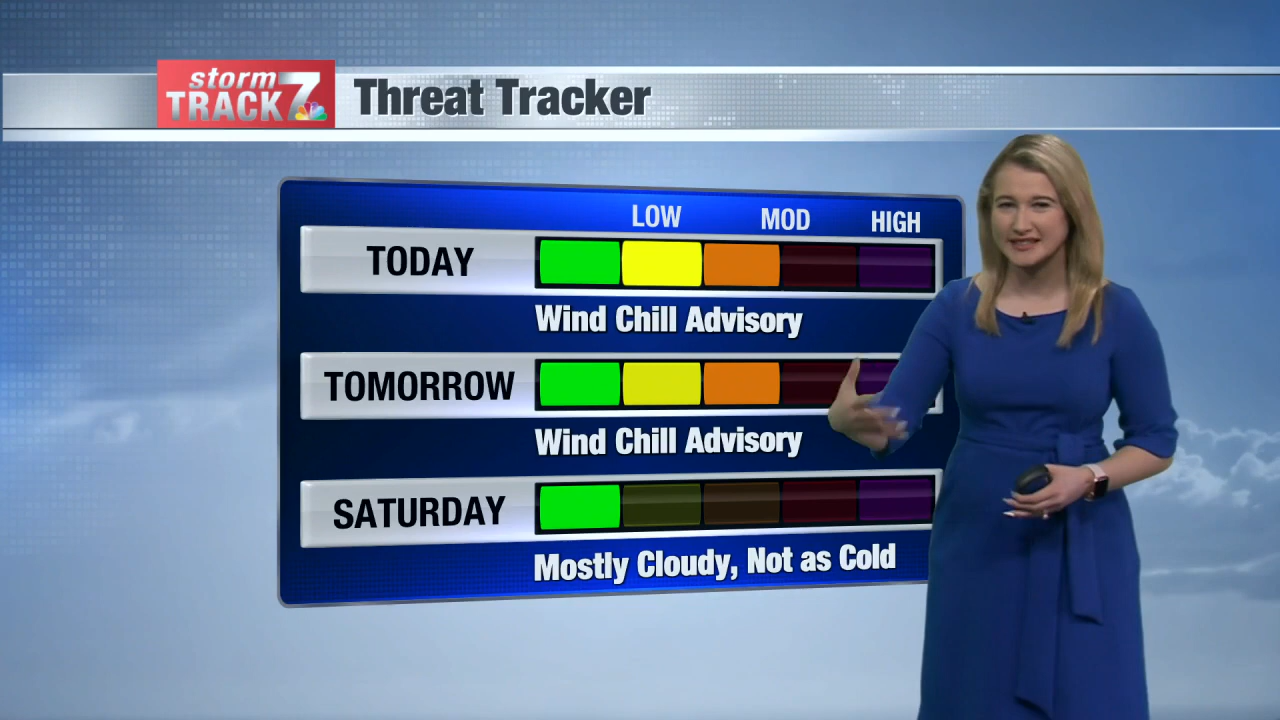 storm
TRACK 7
Threat Tracker
LOW MOD HIGH
TODAY
Wind Chill Advisory
TOMORROW
Wind Chill Advisory
SATURDAY
Mostly Cloudy, Not as Cold